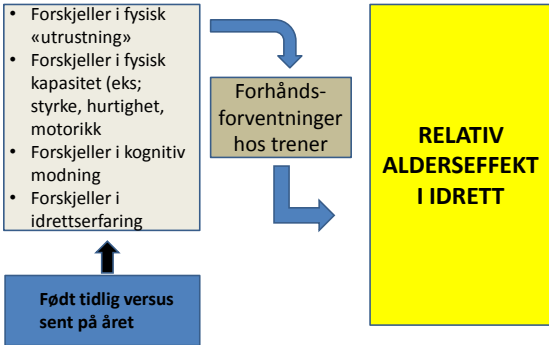 • Forskjeller i fysisk
«utrustning»
• Forskjeller i fysisk
kapasitet (eks;
styrke, hurtighet,
motorikk
• Forskjeller i kognitiv
modning
• Forskjeller i
idrettserfaring
Forhånds-
forventninger
hos trener
RELATIV
ALDERSEFFEKT
I IDRETT
Født tidlig versus
sent på året